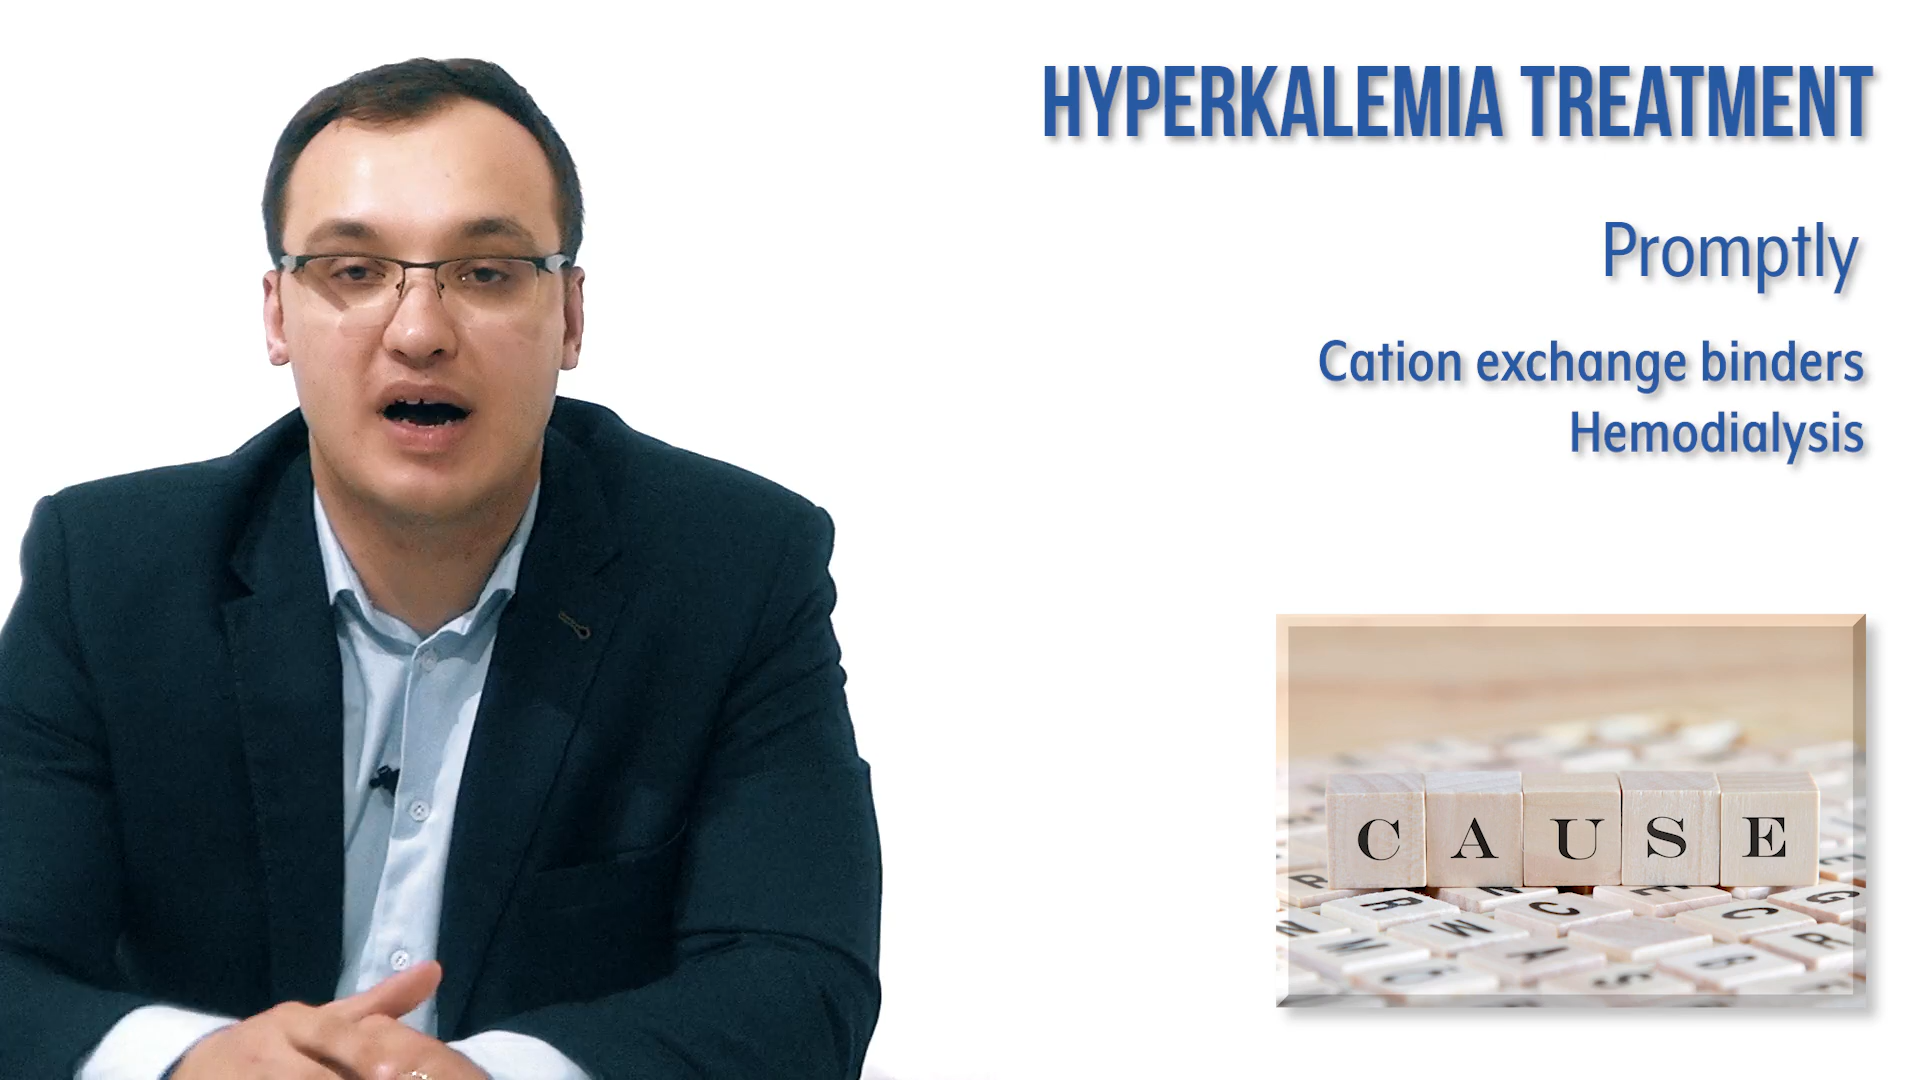 HYPERKALEMIA TREATMENT
Promptly
Cation exchange binders
Hemodialysis
CAUSE